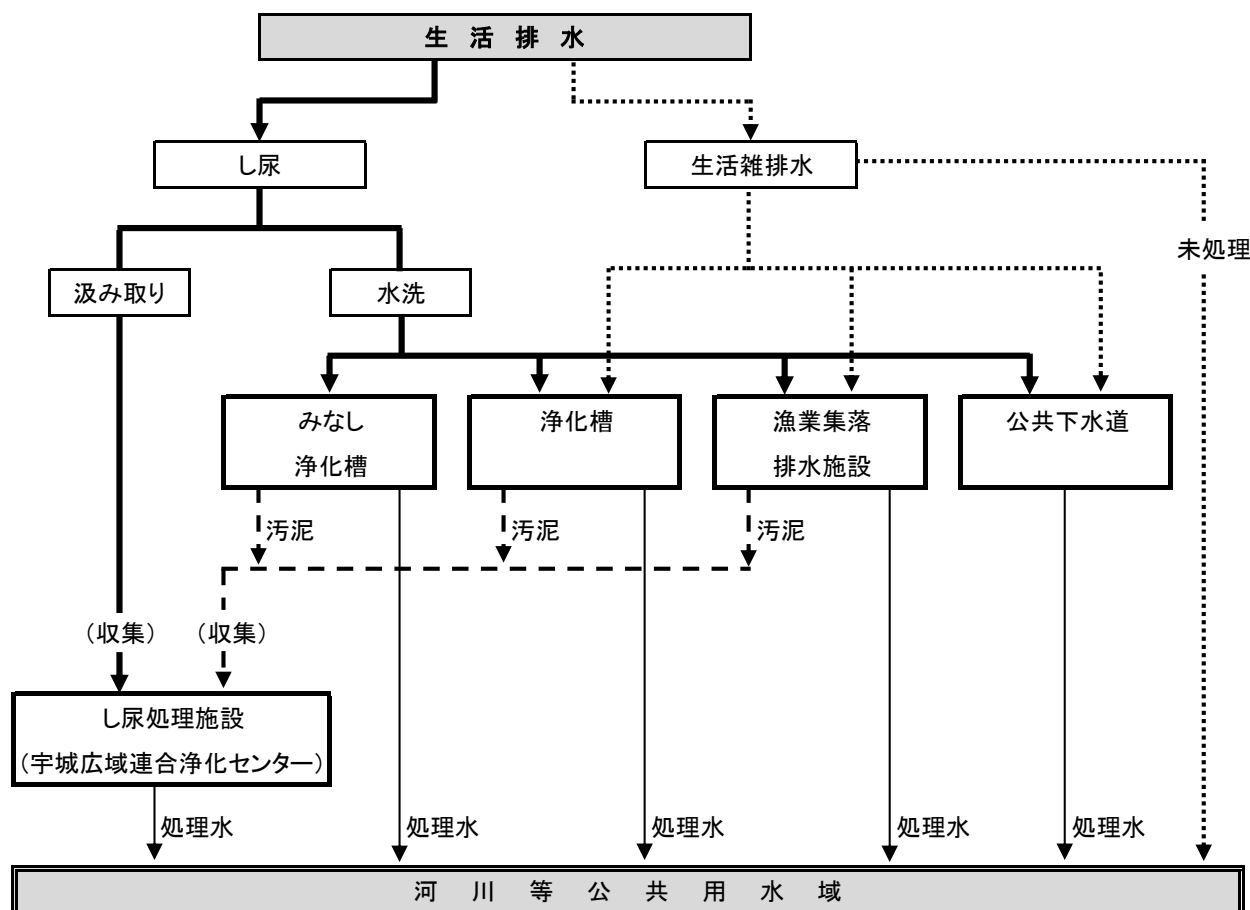 生活排水
し尿
生活雑排水
未処理
汲み取り
水洗
みなし
浄化槽
浄化槽
漁業集落
排水施設
公共下水道
汚泥
汚泥
汚泥
(収集)
(収集)
し尿処理施設
(宇城広域連合浄化センター)
処理水
処理水
処理水
処理水
処理水
河川等公共用水域